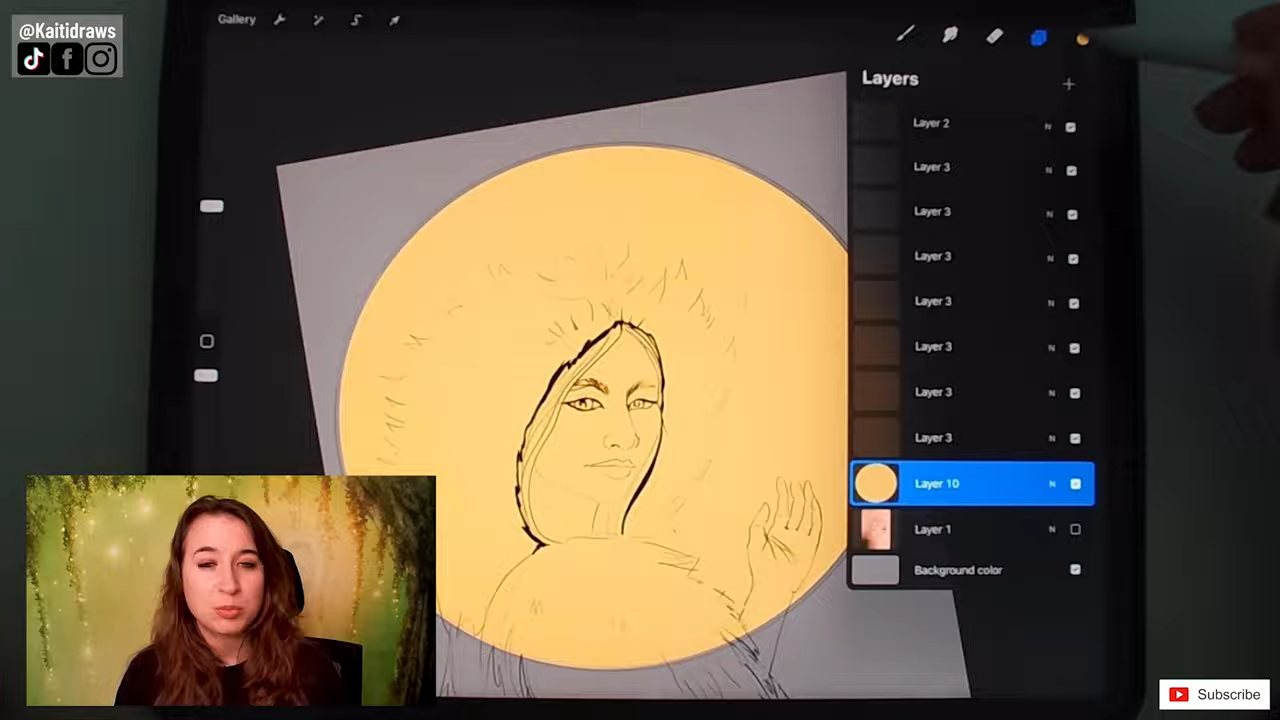 @Kaitidraws
Gallery
Layers
Layer 2 N
Layer 3 N
Layer 3 N
Layer 3 N
Layer 3 N
Layer 3 N
Layer 3 N
Layer 3 N
Layer 10 N
Layer 1 N
Background color
Subscribe